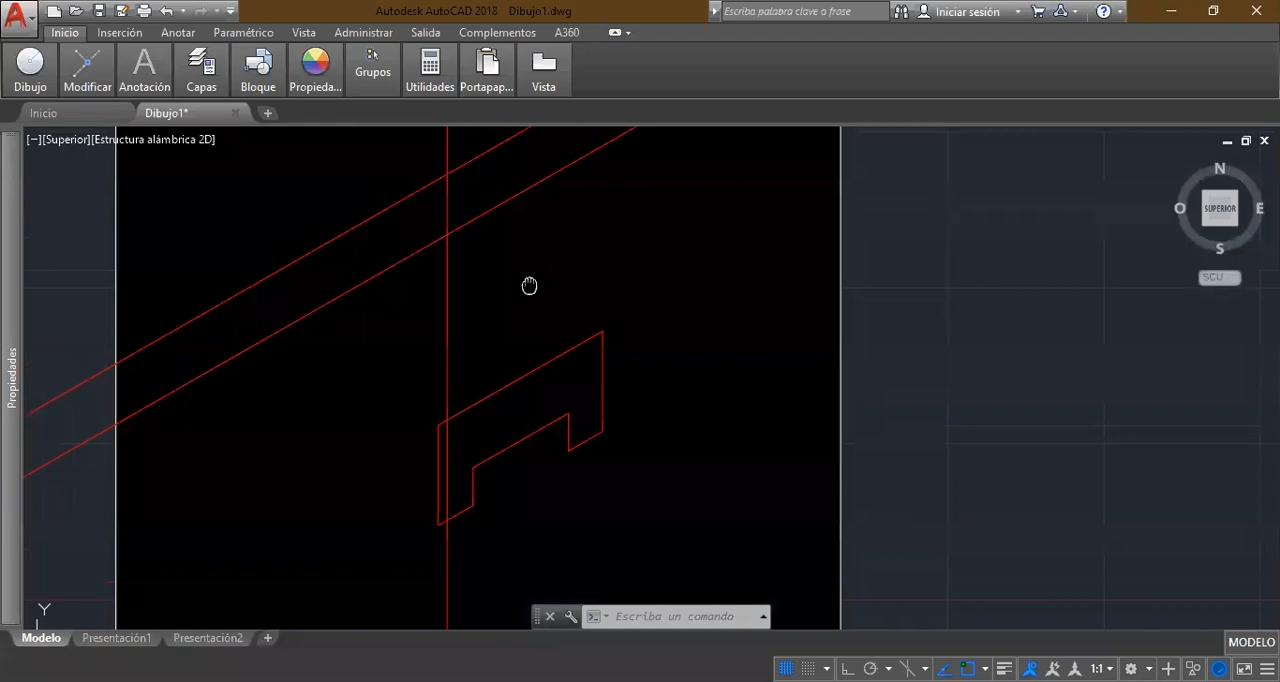 Autodesk AutoCAD 2018 Dibujo1.dwg
Escriba palabra clave o frase
Iniciar sesión
Inicio Inserción Anotar Paramétrico Vista Administrar Salida Complementos A360
Dibujo Modificar Anotación Capas Bloque Propieda... Grupos Utilidades Portapap... Vista
Inicio Dibujo1*
[−][Superior][Estructura alámbrica 2D]
N
O SUPERIOR E
S
SCU
Propiedades
Y
Escriba un comando
Modelo Presentación1 Presentación2
MODELO
1:1